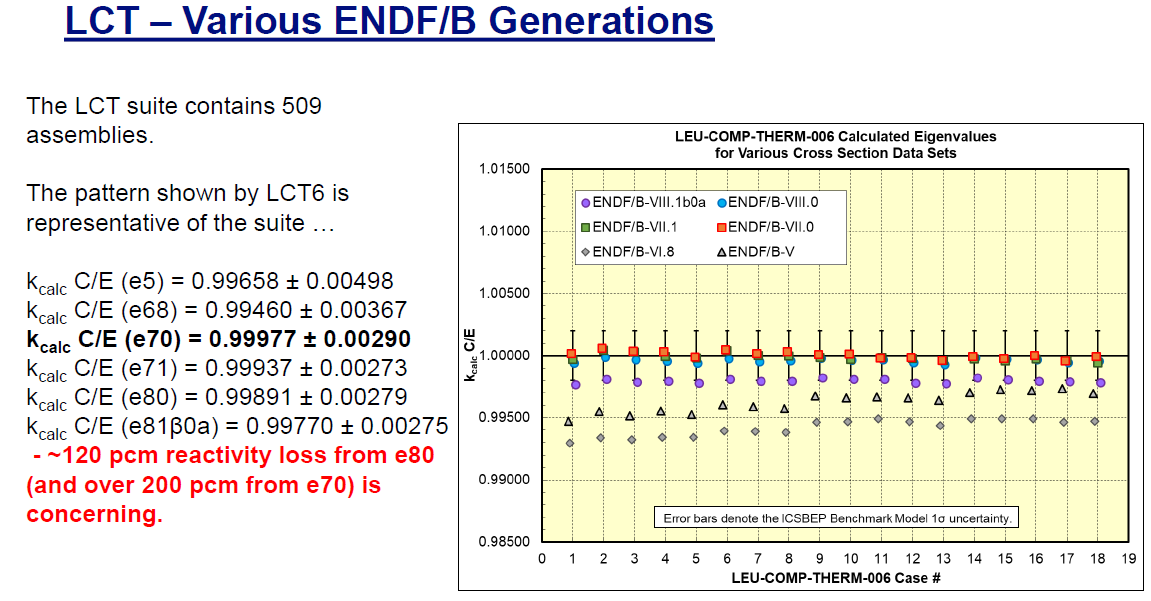 LCT – Various ENDF/B Generations
The LCT suite contains 509
assemblies.
The pattern shown by LCT6 is
representative of the suite …
kcalc C/E (e5) = 0.99658 ± 0.00498
kcalc C/E (e68) = 0.99460 ± 0.00367
kcalc C/E (e70) = 0.99977 ± 0.00290
kcalc C/E (e71) = 0.99937 ± 0.00273
kcalc C/E (e80) = 0.99891 ± 0.00279
kcalc C/E (e81β0a) = 0.99770 ± 0.00275
- ~120 pcm reactivity loss from e80
(and over 200 pcm from e70) is
concerning.
LEU-COMP-THERM-006 Calculated Eigenvalues
for Various Cross Section Data Sets
ENDF/B-VIII.1b0a ENDF/B-VIII.0
ENDF/B-VII.1 ENDF/B-VII.0
ENDF/B-VI.8 ENDF/B-V
kcalc C/E
1.01500
1.01000
1.00500
1.00000
0.99500
0.99000
0.98500
Error bars denote the ICSBEP Benchmark Model 1σ uncertainty.
0 1 2 3 4 5 6 7 8 9 10 11 12 13 14 15 16 17 18 19
LEU-COMP-THERM-006 Case #